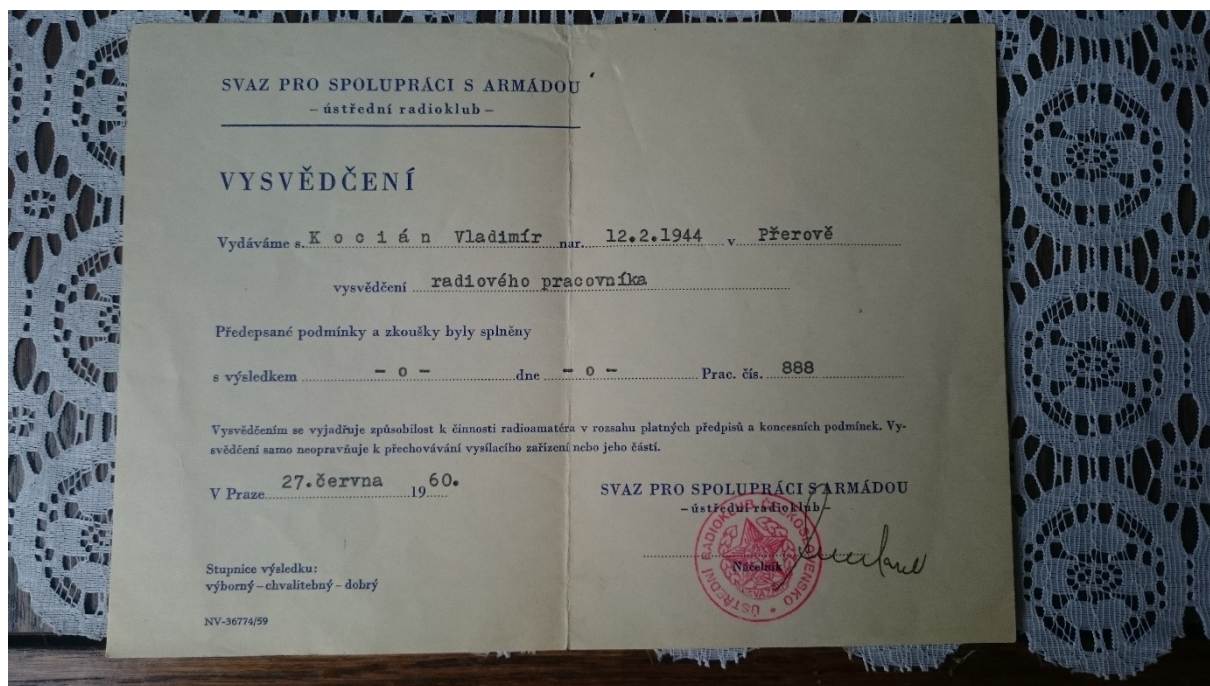 SVAZ PRO SPOLUPRÁCI S ARMÁDOU
– ústřední radioklub –
VYSVĚDČENÍ
Vydáváme s. K o c i á n Vladimír nar. 12.2.1944 v Přerově
vysvědčení radiového pracovníka
Předepsané podmínky a zkoušky byly splněny
s výsledkem – o – dne – o – Prac. čís. 888
Vysvědčením se vyjadřuje způsobilost k činnosti radioamatéra v rozsahu platných předpisů a koncesních podmínek. Vy-
svědčení samo neopravňuje k přechovávání vysílacího zařízení nebo jeho částí.
V Praze 27.června 1960.
SVAZ PRO SPOLUPRÁCI S ARMÁDOU
– ústřední radioklub –
Náčelník
ÚSTŘEDNÍ RADIOKLUB ČESKOSLOVENSKO
Stupnice výsledku:
výborný – chvalitebný – dobrý
NV-36774/59